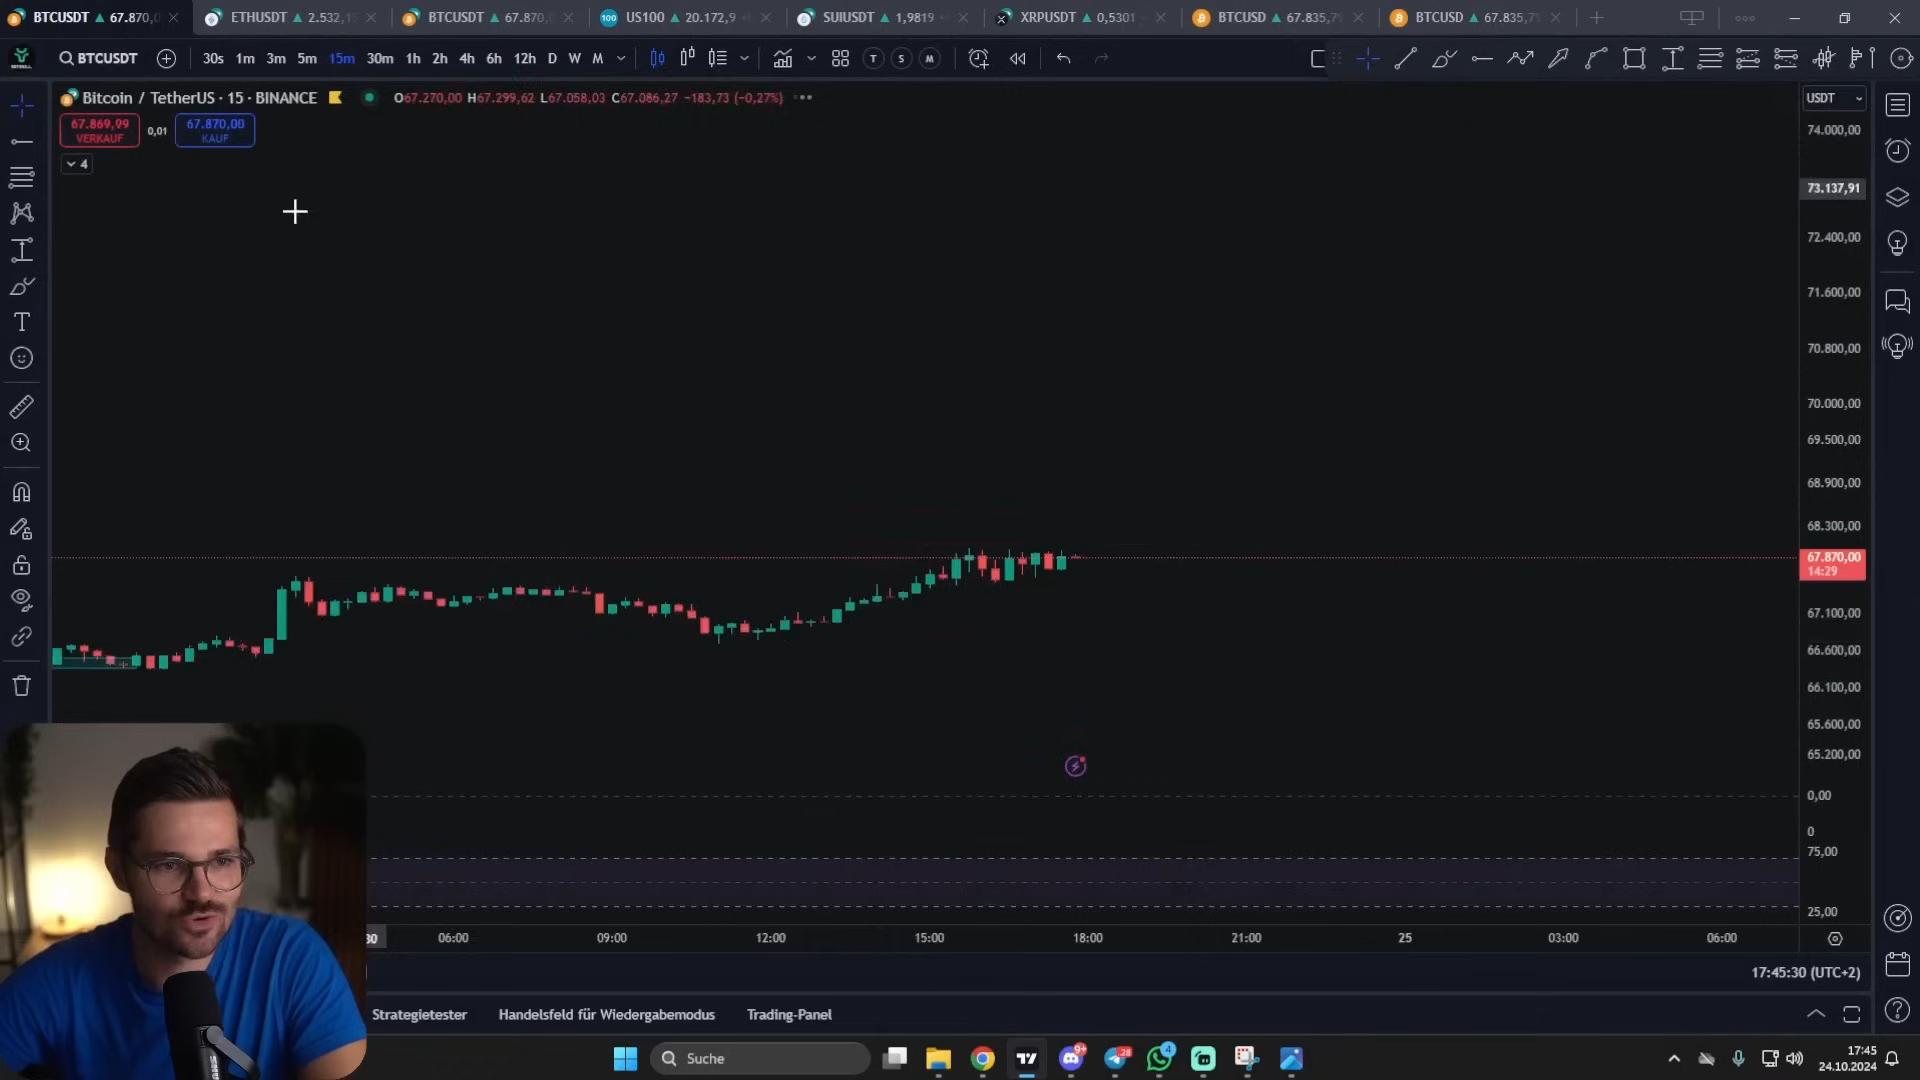 BTCUSDT ▲ 67.870,0
ETHUSDT ▲ 2.532,1
BTCUSDT ▲ 67.870,0
US100 ▲ 20.172,9
SUIUSDT ▲ 1,9819
XRPUSDT ▲ 0,5301
BTCUSD ▲ 67.835,7
BTCUSD ▲ 67.835,7
BTCUSDT
30s 1m 3m 5m 15m 30m 1h 2h 4h 6h 12h D W M
T S M
Bitcoin / TetherUS · 15 · BINANCE
O67.270,00 H67.299,62 L67.058,03 C67.086,27 −183,73 (−0,27%)
USDT
67.869,99
VERKAUF
0,01
67.870,00
KAUF
4
74.000,00
73.137,91
72.400,00
71.600,00
70.800,00
70.000,00
69.500,00
68.900,00
68.300,00
67.870,00
14:29
67.100,00
66.600,00
66.100,00
65.600,00
65.200,00
0,00
0
75,00
25,00
30 06:00 09:00 12:00 15:00 18:00 21:00 25 03:00 06:00
17:45:30 (UTC+2)
Strategietester Handelsfeld für Wiedergabemodus Trading-Panel
Suche
9+
28
4
17:45
24.10.2024